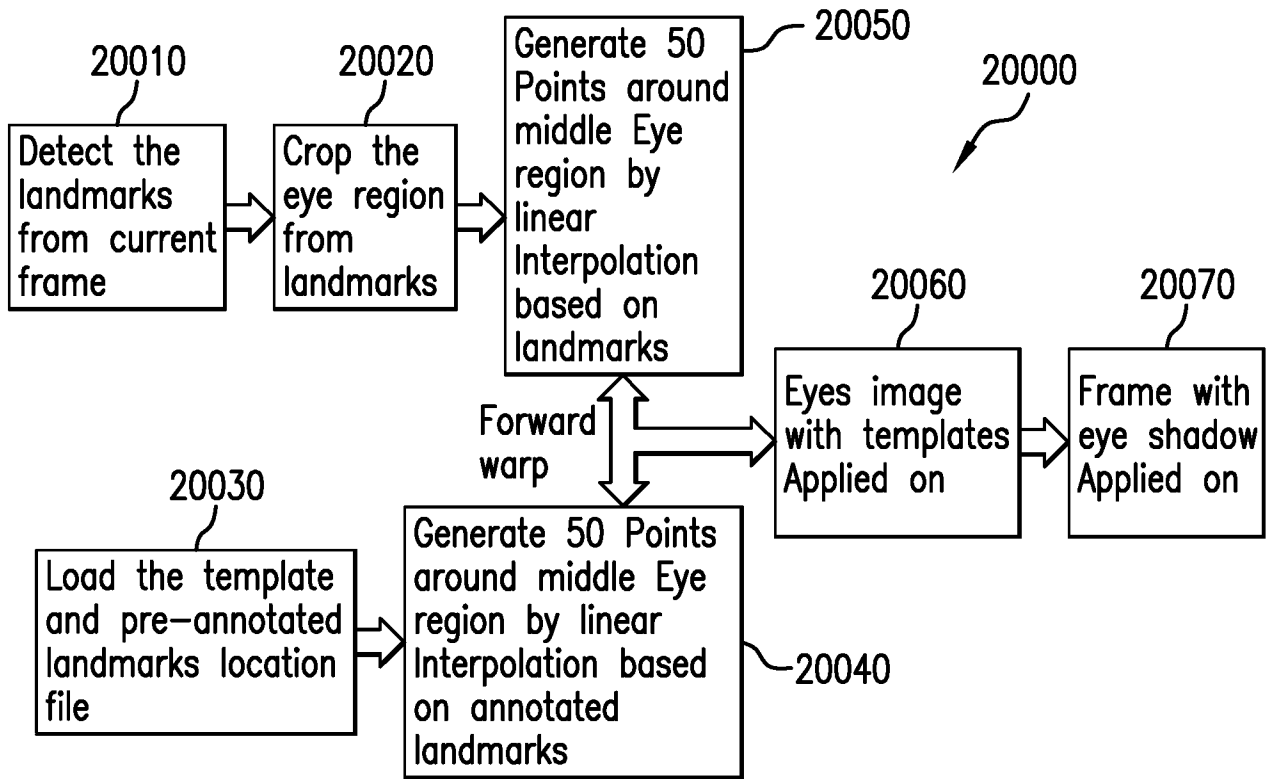 20010
Detect the
landmarks
from current
frame
20020
Crop the
eye region
from
landmarks
20050
Generate 50
Points around
middle Eye
region by
linear
Interpolation
based on
landmarks
20000
Forward
warp
20030
Load the template
and pre-annotated
landmarks location
file
20040
Generate 50 Points
around middle Eye
region by linear
Interpolation based
on annotated
landmarks
20060
Eyes image
with templates
Applied on
20070
Frame with
eye shadow
Applied on